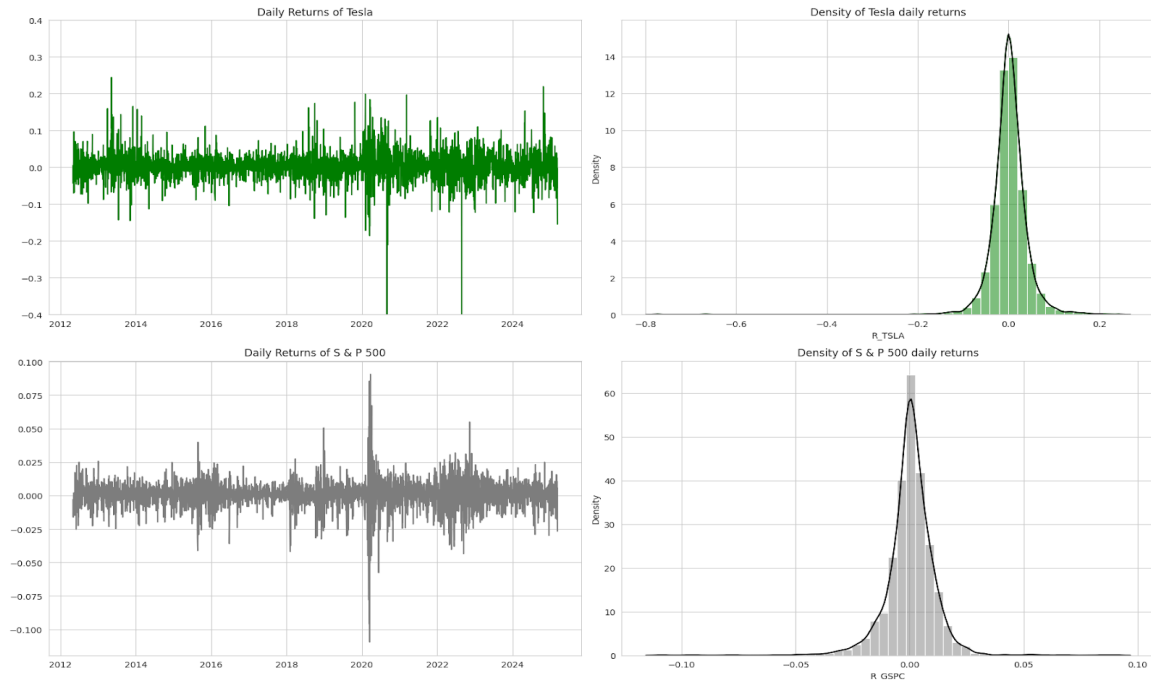 Daily Returns of Tesla
0.4
0.3
0.2
0.1
0.0
−0.1
−0.2
−0.3
−0.4
2012 2014 2016 2018 2020 2022 2024
Density of Tesla daily returns
Density
14
12
10
8
6
4
2
0
−0.8 −0.6 −0.4 −0.2 0.0 0.2
R_TSLA
Daily Returns of S & P 500
0.100
0.075
0.050
0.025
0.000
−0.025
−0.050
−0.075
−0.100
2012 2014 2016 2018 2020 2022 2024
Density of S & P 500 daily returns
Density
60
50
40
30
20
10
0
−0.10 −0.05 0.00 0.05 0.10
R_GSPC